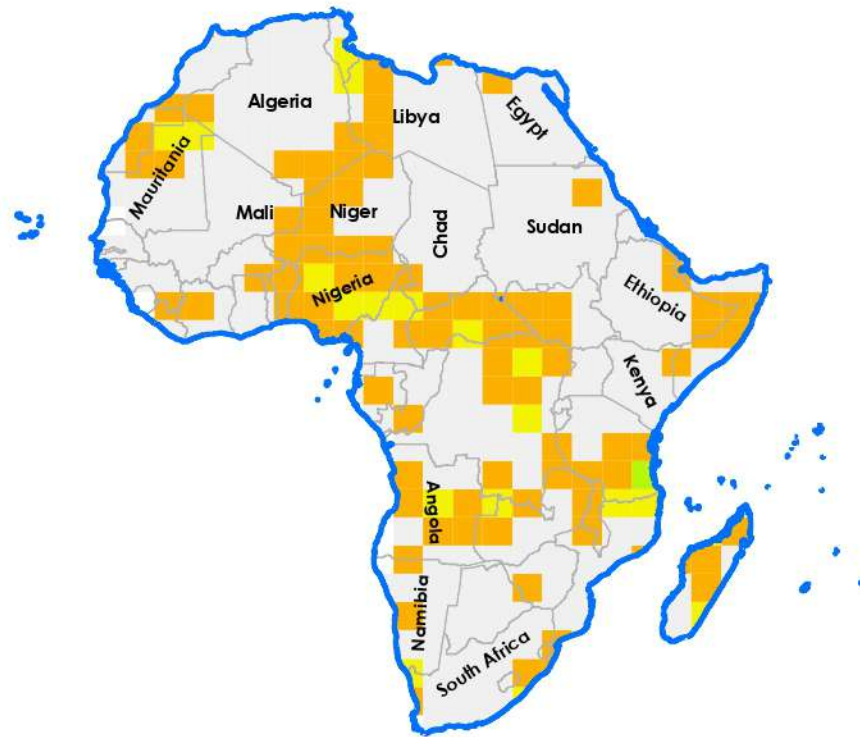 Algeria
Libya
Egypt
Mauritania
Mali
Niger
Chad
Sudan
Nigeria
Ethiopia
Kenya
Angola
Namibia
South Africa